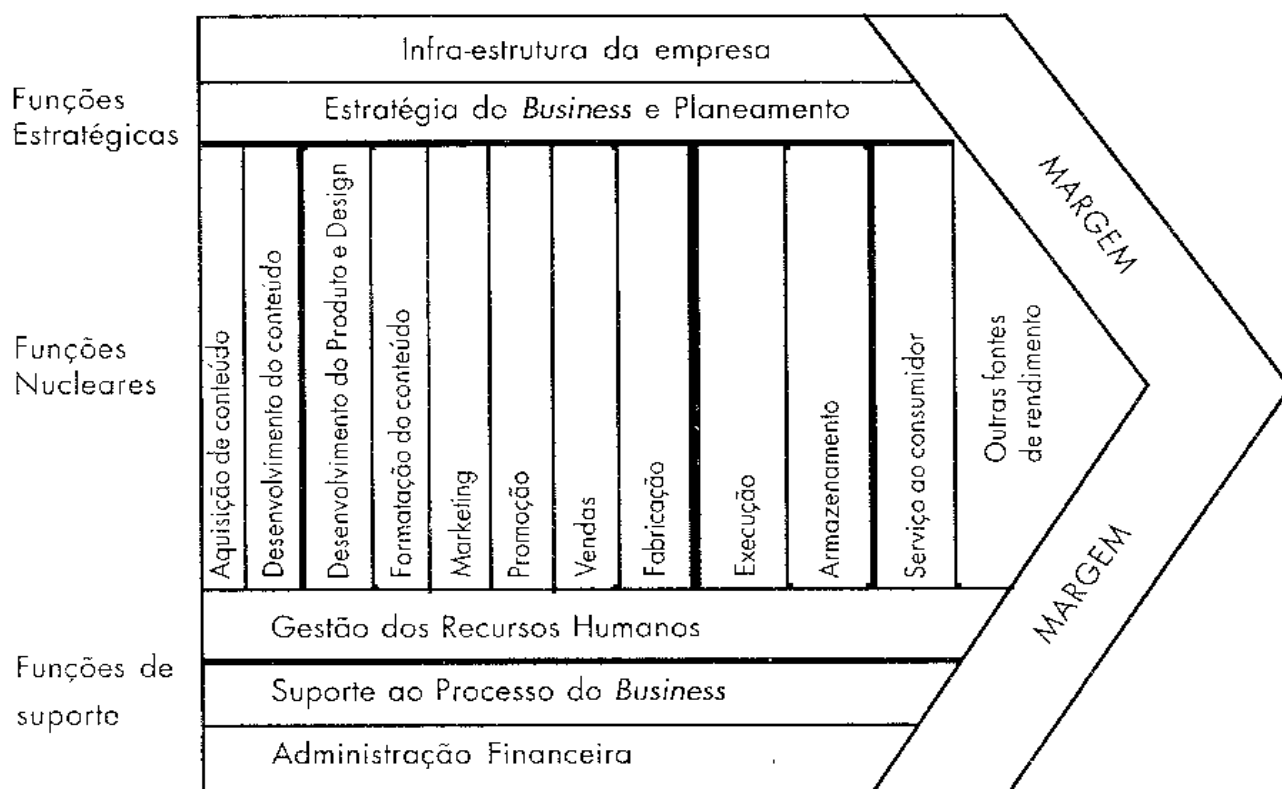 Infra-estrutura da empresa
Funções
Estratégicas
Estratégia do Business e Planeamento
Funções
Nucleares
Aquisição de conteúdo
Desenvolvimento do conteúdo
Desenvolvimento do Produto e Design
Formatação do conteúdo
Marketing
Promoção
Vendas
Fabricação
Execução
Armazenamento
Serviço ao consumidor
Outras fontes
de rendimento
MARGEM
MARGEM
Funções de
suporte
Gestão dos Recursos Humanos
Suporte ao Processo do Business
Administração Financeira